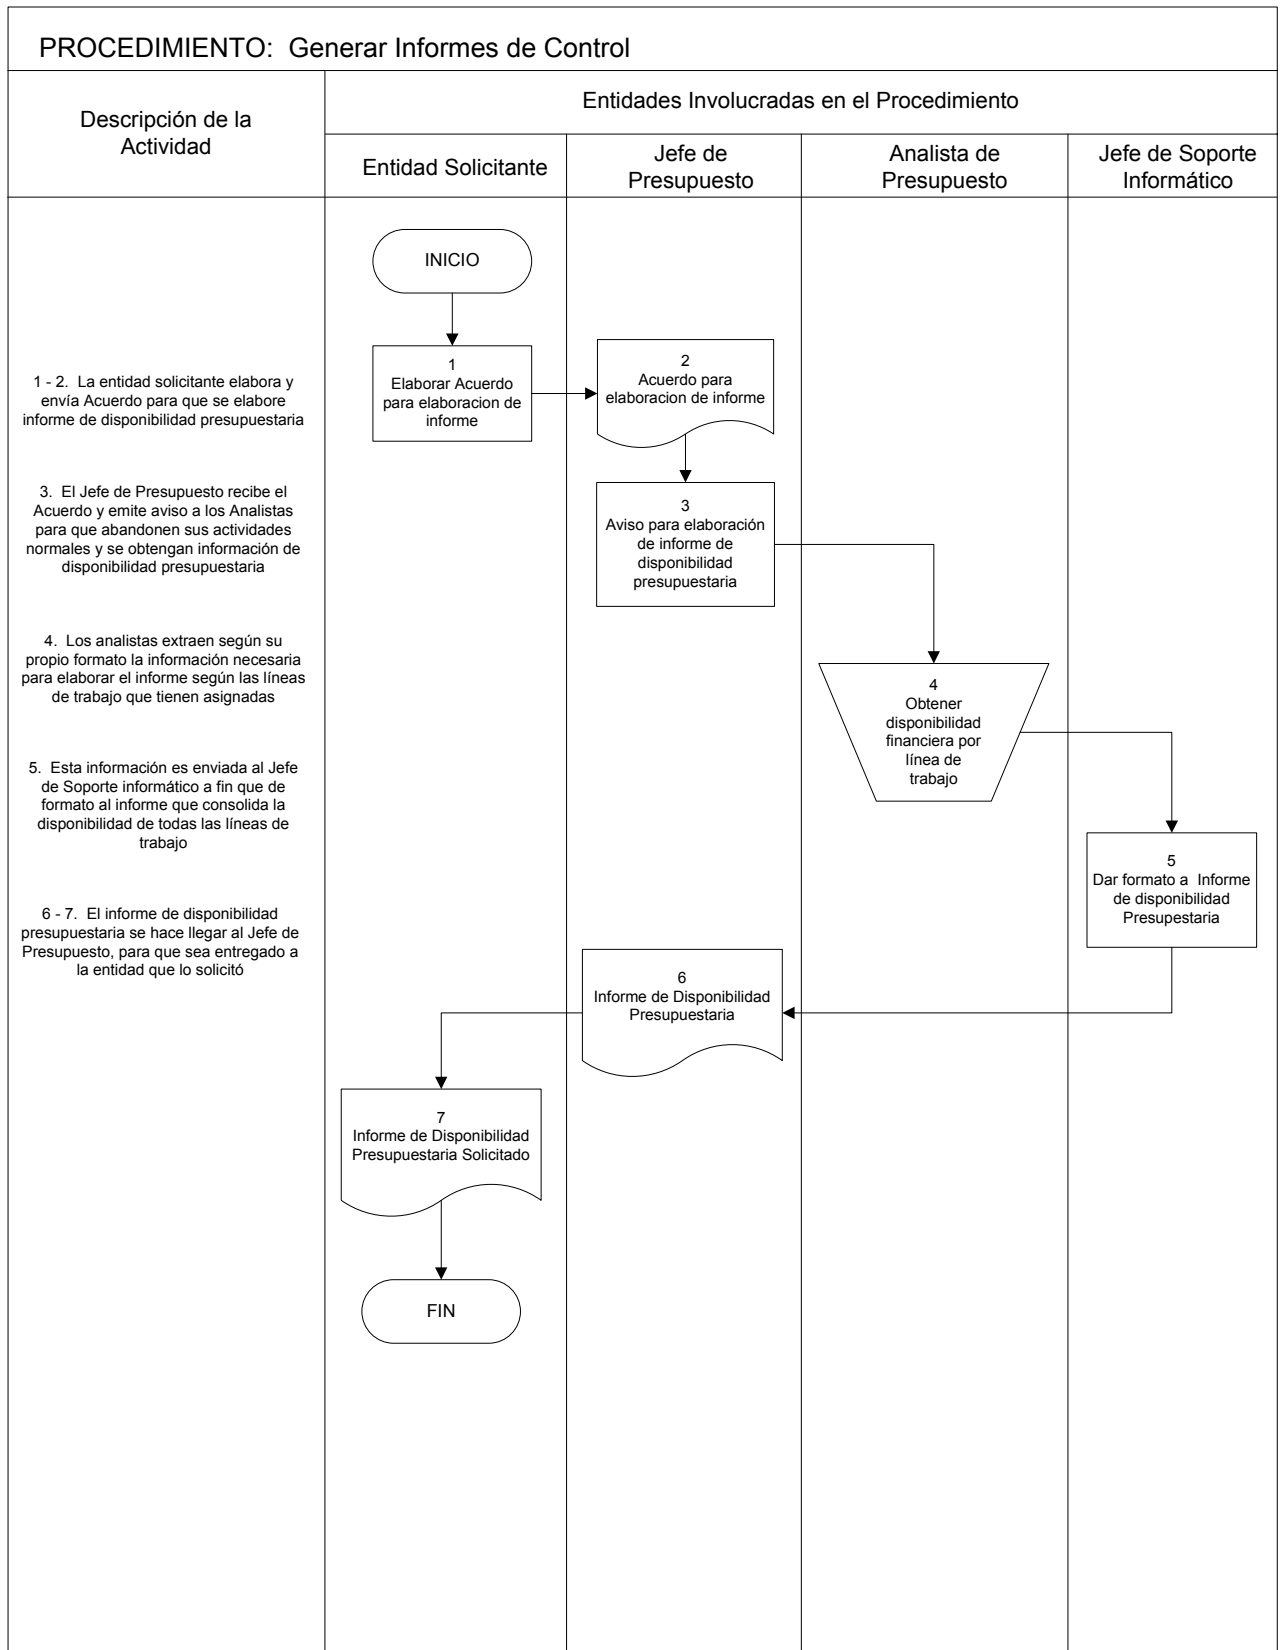 PROCEDIMIENTO: Generar Informes de Control
Descripción de la
Actividad
Entidades Involucradas en el Procedimiento
Entidad Solicitante
Jefe de
Presupuesto
Analista de
Presupuesto
Jefe de Soporte
Informático
1 - 2. La entidad solicitante elabora y
envía Acuerdo para que se elabore
informe de disponibilidad presupuestaria
3. El Jefe de Presupuesto recibe el
Acuerdo y emite aviso a los Analistas
para que abandonen sus actividades
normales y se obtengan información de
disponibilidad presupuestaria
4. Los analistas extraen según su
propio formato la información necesaria
para elaborar el informe según las líneas
de trabajo que tienen asignadas
5. Esta información es enviada al Jefe
de Soporte informático a fin que de
formato al informe que consolida la
disponibilidad de todas las líneas de
trabajo
6 - 7. El informe de disponibilidad
presupuestaria se hace llegar al Jefe de
Presupuesto, para que sea entregado a
la entidad que lo solicitó
INICIO
1
Elaborar Acuerdo
para elaboracion de
informe
2
Acuerdo para
elaboracion de informe
3
Aviso para elaboración
de informe de
disponibilidad
presupuestaria
4
Obtener
disponibilidad
financiera por
línea de
trabajo
5
Dar formato a Informe
de disponibilidad
Presupestaria
6
Informe de Disponibilidad
Presupuestaria
7
Informe de Disponibilidad
Presupuestaria Solicitado
FIN